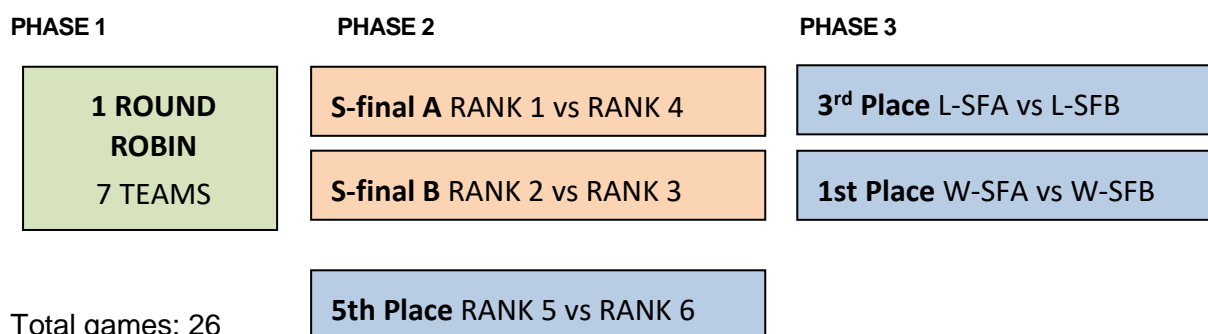 PHASE 1
PHASE 2
PHASE 3
1 ROUND
ROBIN
7 TEAMS
S-final A RANK 1 vs RANK 4
S-final B RANK 2 vs RANK 3
5th Place RANK 5 vs RANK 6
3rd Place L-SFA vs L-SFB
1st Place W-SFA vs W-SFB
Total games: 26